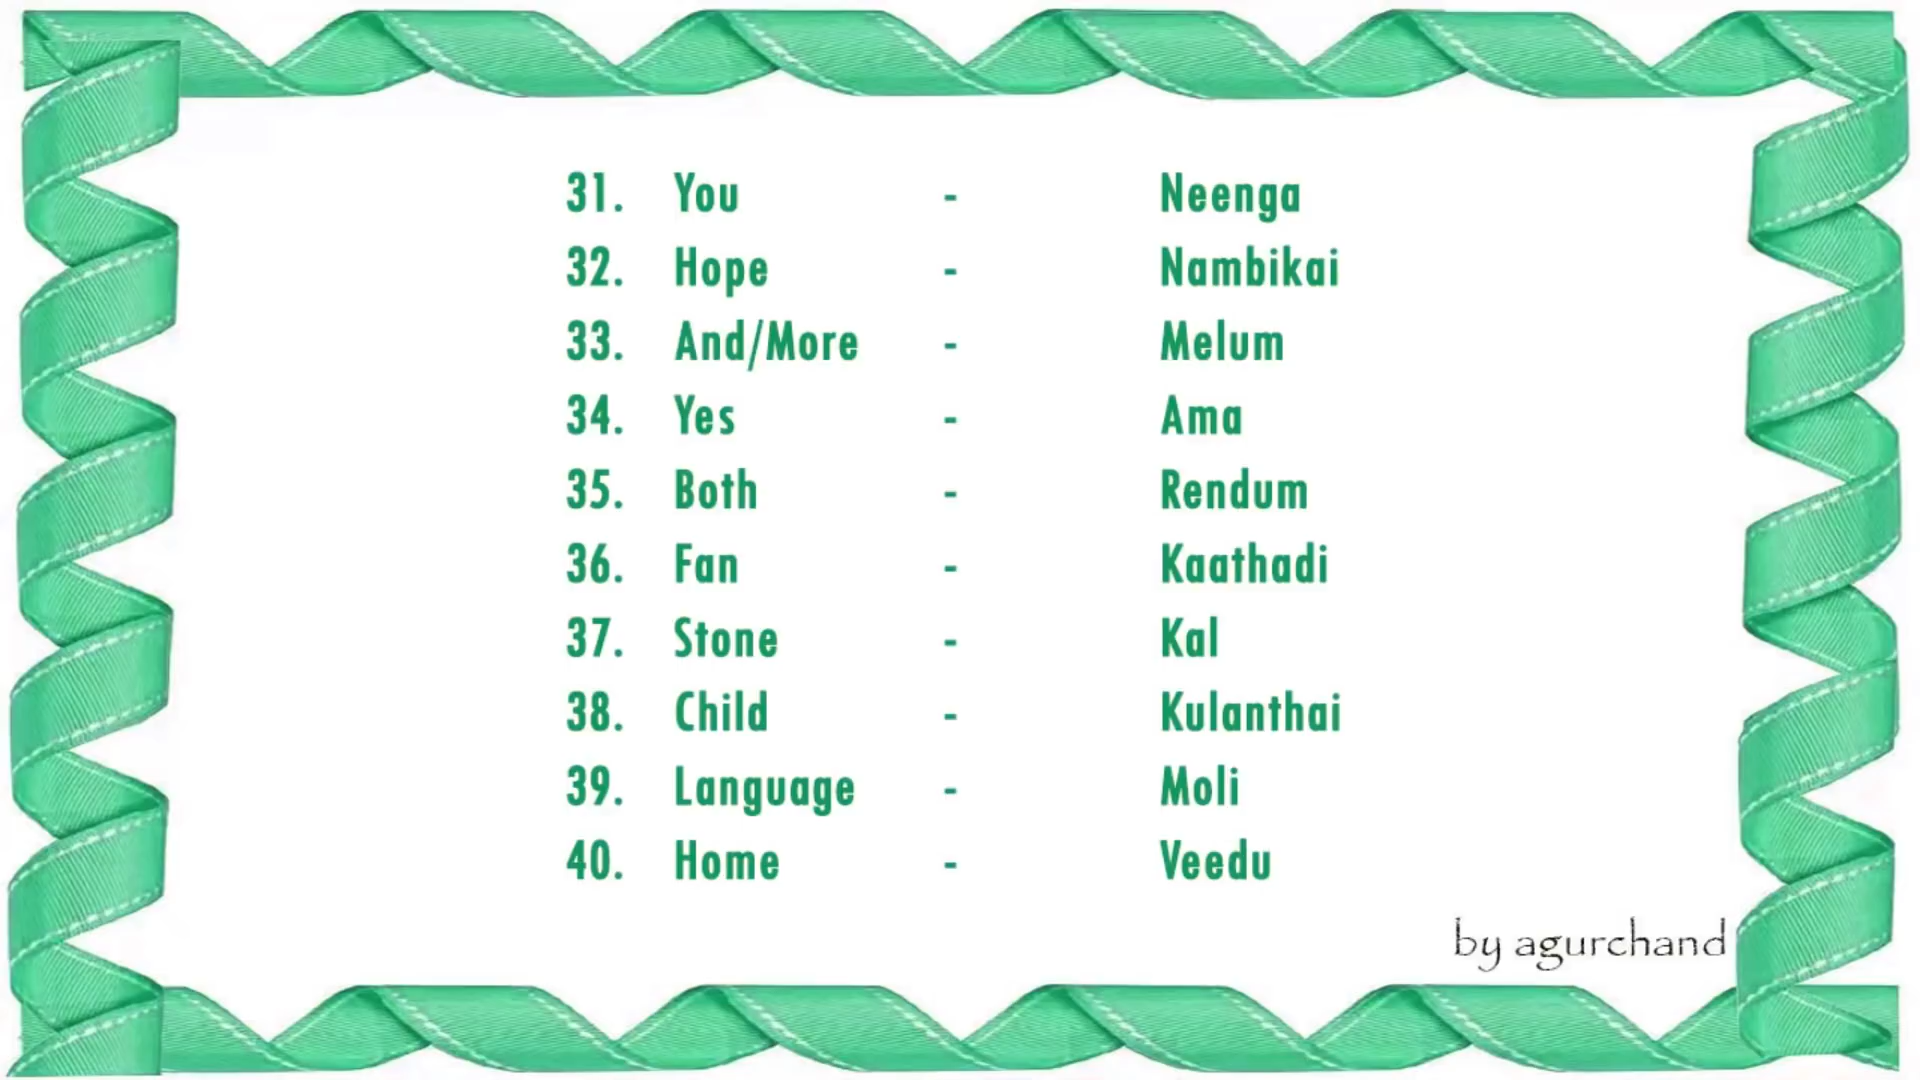 31. You - Neenga
32. Hope - Nambikai
33. And/More - Melum
34. Yes - Ama
35. Both - Rendum
36. Fan - Kaathadi
37. Stone - Kal
38. Child - Kulanthai
39. Language - Moli
40. Home - Veedu
by agurchand